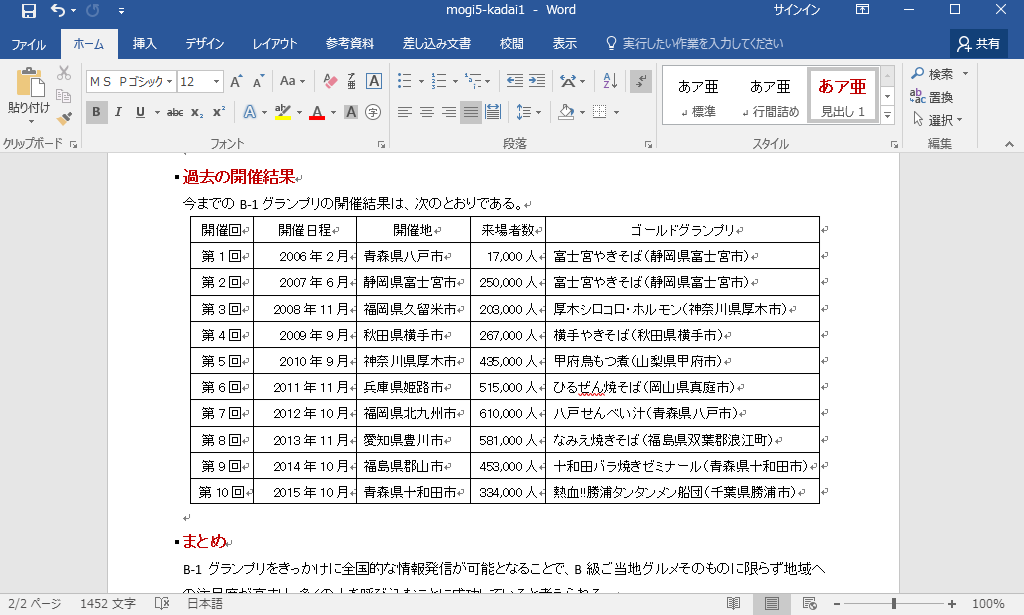 mogi5-kadai1 - Word
サインイン
ファイル ホーム 挿入 デザイン レイアウト 参考資料 差し込み文書 校閲 表示 実行したい作業を入力してください 共有
貼り付け
クリップボード
ＭＳ Ｐゴシック 12
B I U abc x₂ x² A A A A 字
フォント
段落
あア亜 あア亜 あア亜
標準 行間詰め 見出し 1
スタイル
検索
置換
選択
編集
過去の開催結果
今までの B-1 グランプリの開催結果は、次のとおりである。
開催回 開催日程 開催地 来場者数 ゴールドグランプリ
第 1 回 2006 年 2 月 青森県八戸市 17,000 人 富士宮やきそば（静岡県富士宮市）
第 2 回 2007 年 6 月 静岡県富士宮市 250,000 人 富士宮やきそば（静岡県富士宮市）
第 3 回 2008 年 11 月 福岡県久留米市 203,000 人 厚木シロコロ・ホルモン（神奈川県厚木市）
第 4 回 2009 年 9 月 秋田県横手市 267,000 人 横手やきそば（秋田県横手市）
第 5 回 2010 年 9 月 神奈川県厚木市 435,000 人 甲府鳥もつ煮（山梨県甲府市）
第 6 回 2011 年 11 月 兵庫県姫路市 515,000 人 ひるぜん焼そば（岡山県真庭市）
第 7 回 2012 年 10 月 福岡県北九州市 610,000 人 八戸せんべい汁（青森県八戸市）
第 8 回 2013 年 11 月 愛知県豊川市 581,000 人 なみえ焼きそば（福島県双葉郡浪江町）
第 9 回 2014 年 10 月 福島県郡山市 453,000 人 十和田バラ焼きゼミナール（青森県十和田市）
第 10 回 2015 年 10 月 青森県十和田市 334,000 人 熱血!!勝浦タンタンメン船団（千葉県勝浦市）
まとめ
B-1 グランプリをきっかけに全国的な情報発信が可能となることで、B 級ご当地グルメそのものに限らず地域へ
2/2 ページ 1452 文字 日本語 100%